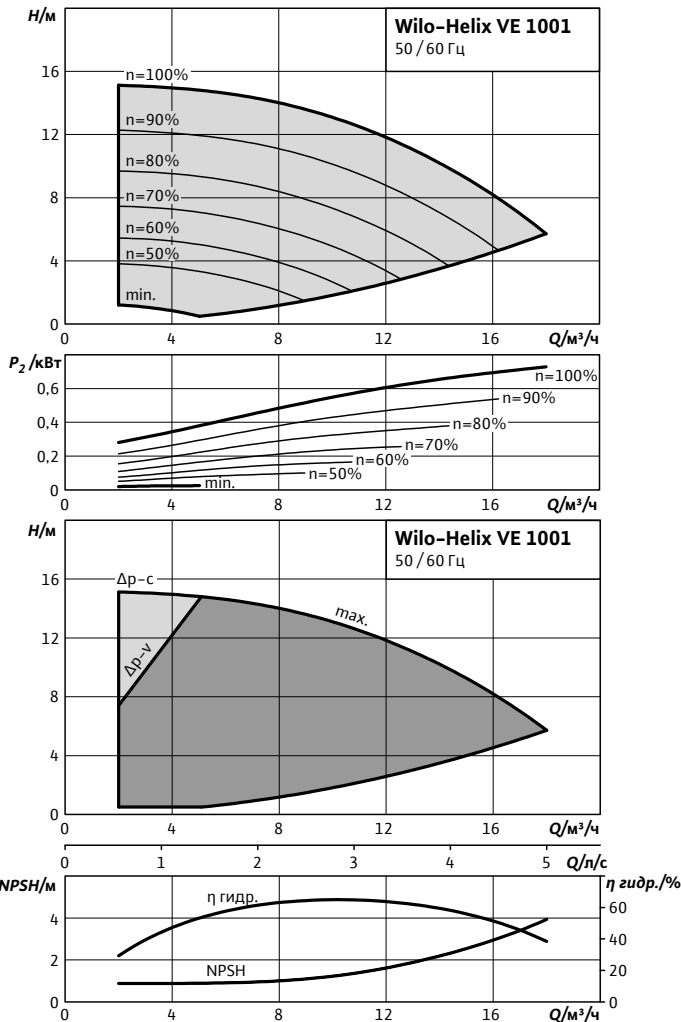 H/м
Wilo-Helix VE 1001
50/60 Гц
16
n=100%
n=90%
12
n=80%
8
n=70%
n=60%
n=50%
4
min.
0
0 4 8 12 16 Q/м³/ч
P₂/кВт
0,6
n=100%
n=90%
0,4
n=80%
n=70%
0,2
n=60%
n=50%
min.
0
0 4 8 12 16 Q/м³/ч
H/м
Wilo-Helix VE 1001
50/60 Гц
16
Δp-c
max.
12
Δp-v
8
4
0
0 4 8 12 16 Q/м³/ч
0 1 2 3 4 5 Q/л/с
NPSH/м
η гидр./%
η гидр.
4
60
40
2
NPSH
20
0
0
0 4 8 12 16 Q/м³/ч